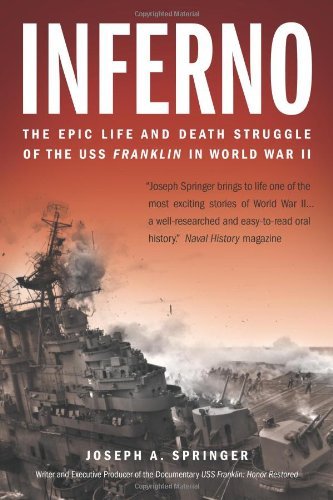 INFERNO
THE EPIC LIFE AND DEATH STRUGGLE
OF THE USS FRANKLIN IN WORLD WAR II
"Joseph Springer brings to life one of the
most exciting stories of World War II...
a well-researched and easy-to-read oral
history." Naval History magazine
JOSEPH A. SPRINGER
Writer and Executive Producer of the Documentary USS Franklin: Honor Restored
Copyrighted Material